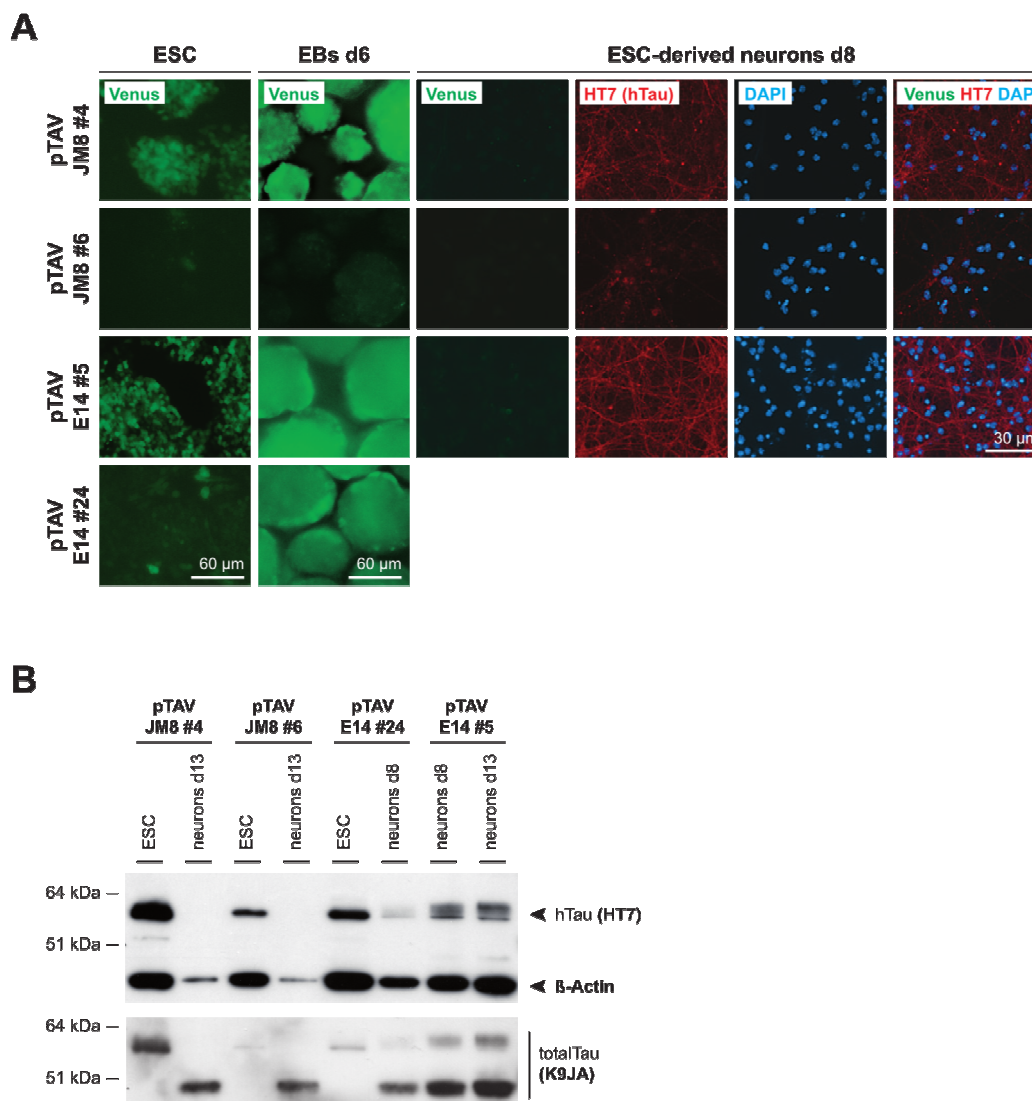 A
ESC
EBs d6
ESC-derived neurons d8
pTAV
JM8 #4
Venus
Venus
Venus
HT7 (hTau)
DAPI
Venus HT7 DAP
pTAV
JM8 #6
pTAV
E14 #5
30 µm
pTAV
E14 #24
60 µm
60 µm
B
pTAV
JM8 #4
pTAV
JM8 #6
pTAV
E14 #24
pTAV
E14 #5
ESC
neurons d13
ESC
neurons d13
ESC
neurons d8
neurons d8
neurons d13
64 kDa
hTau (HT7)
51 kDa
ß-Actin
64 kDa
totalTau
(K9JA)
51 kDa